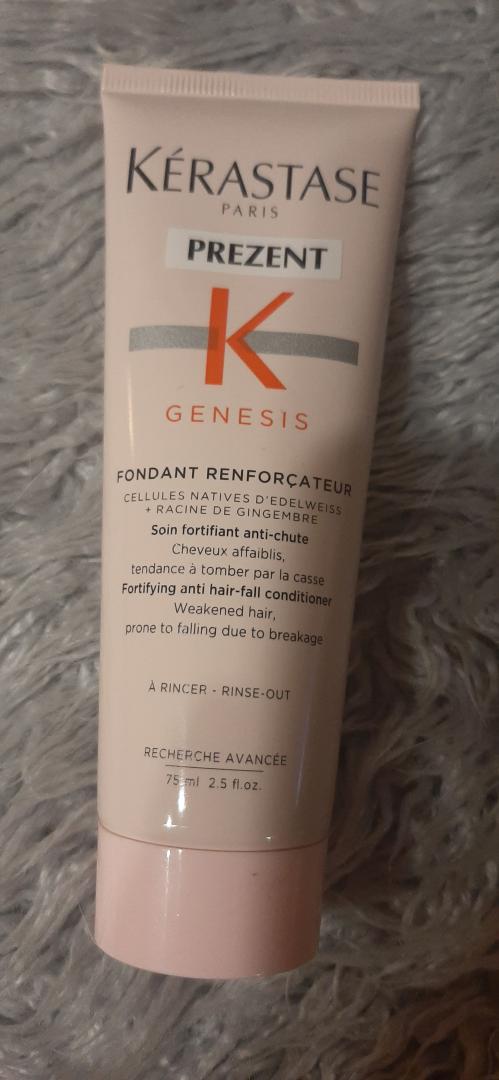 KÉRASTASE
PARIS
PREZENT
K
GENESIS
FONDANT RENFORÇATEUR
CELLULES NATIVES D'EDELWEISS
+ RACINE DE GINGEMBRE
Soin fortifiant anti-chute
Cheveux affaiblis,
tendance à tomber par la casse
Fortifying anti hair-fall conditioner
Weakened hair,
prone to falling due to breakage
À RINCER - RINSE-OUT
RECHERCHE AVANCÉE
75 ml 2.5 fl.oz.